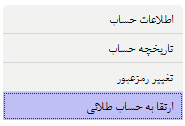 اطلاعات حساب
تاریخچه حساب
تغییر رمزعبور
ارتقا به حساب طلائی